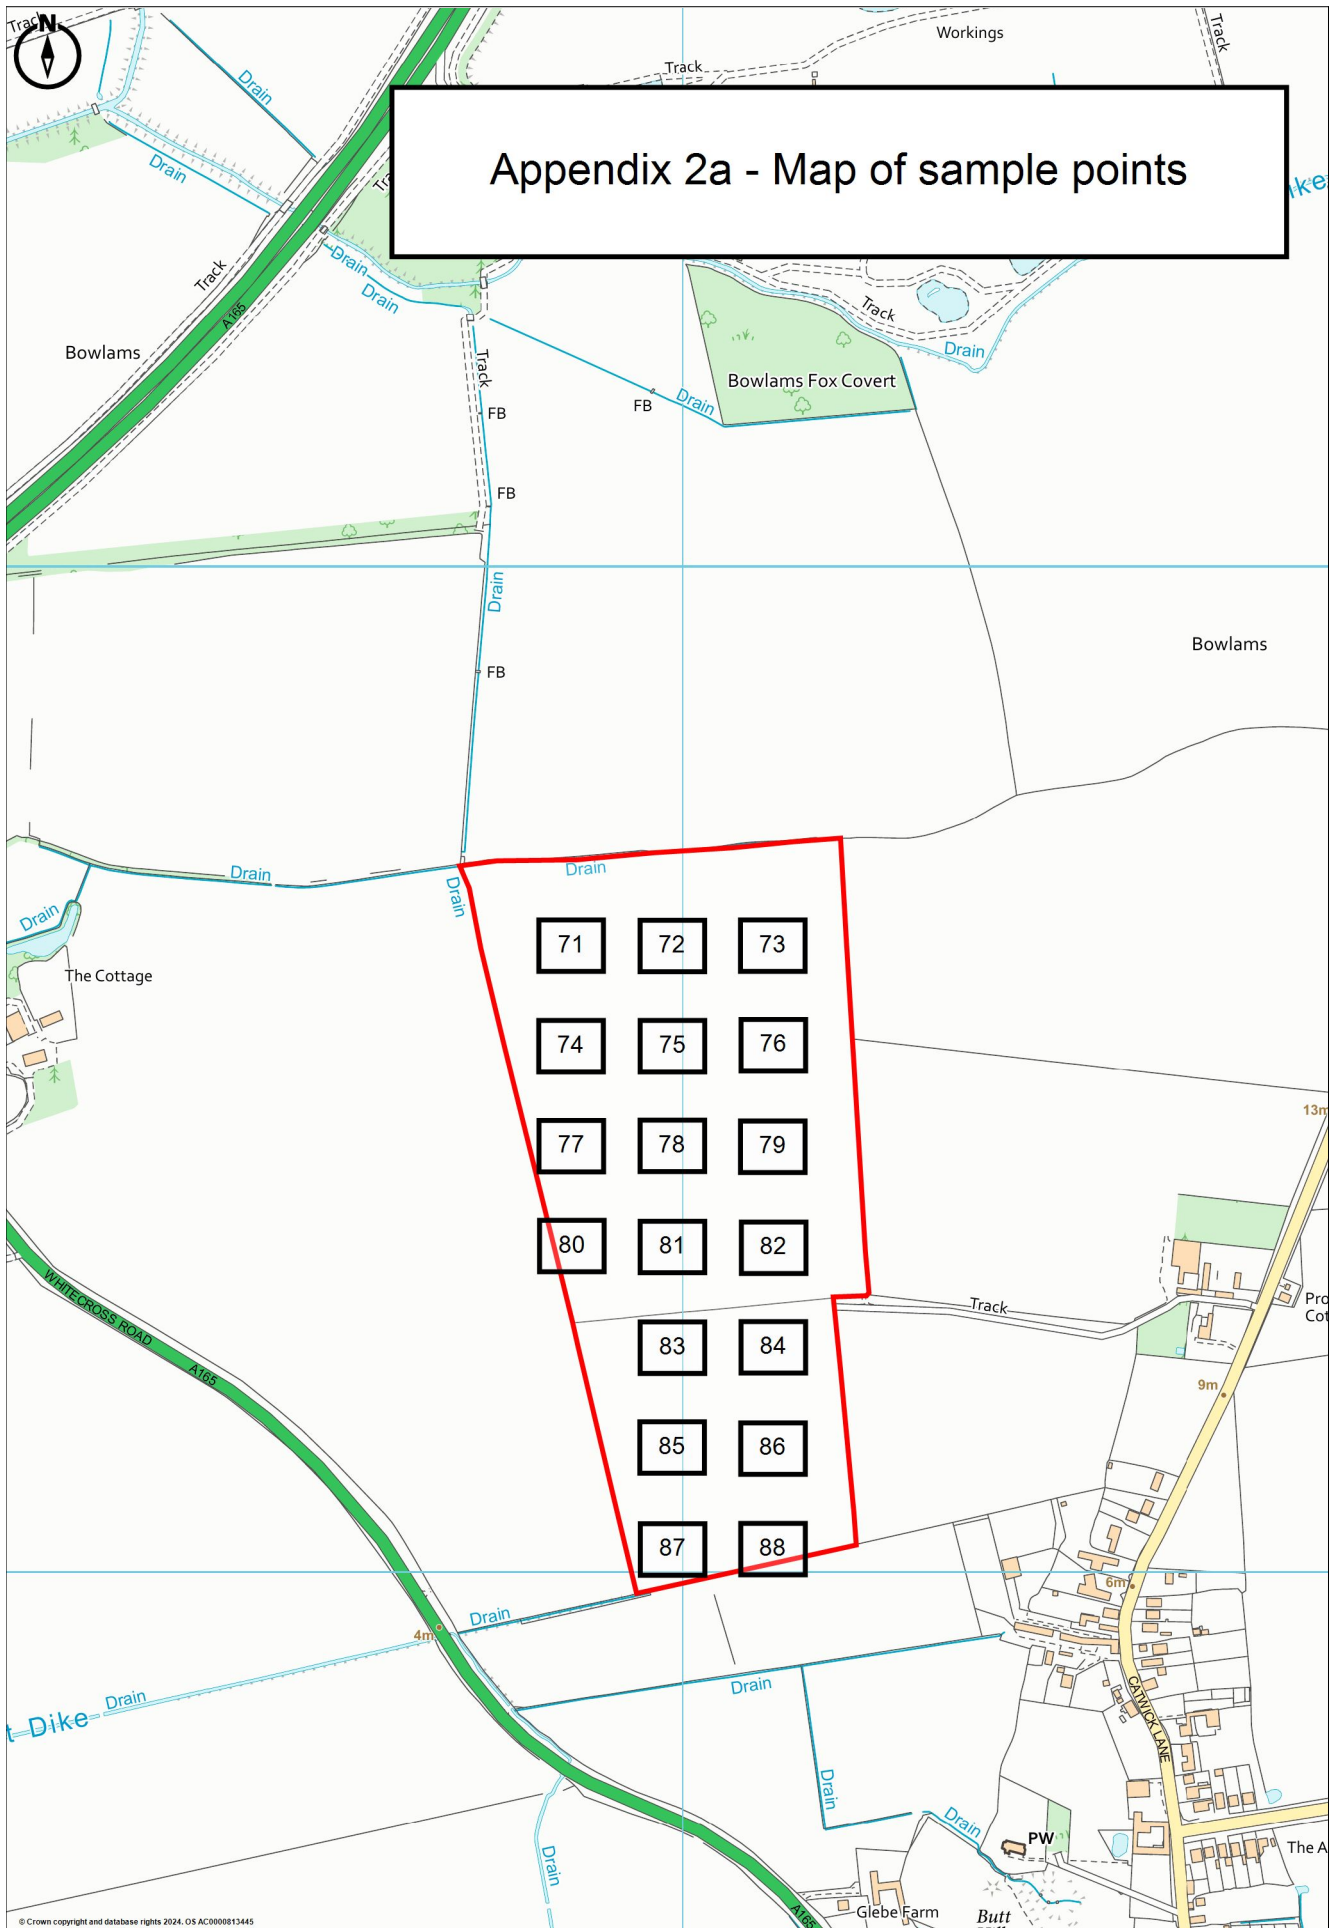 Track
N
Workings
Track
Track
Drain
Appendix 2a - Map of sample points
Drain
Drain
Track
Drain
Track
A165
Track
Bowlams
Drain
Track
Bowlams Fox Covert
Drain
FB
FB
FB
Drain
Bowlams
FB
Drain
Drain
Drain
Drain
71
72
73
The Cottage
74
75
76
13m
77
78
79
80
81
82
WHITECROSS ROAD
A165
Track
83
84
9m
85
86
87
88
6m
Drain
4m
Drain
Drain
t Dike
CATWICK LANE
Drain
Drain
PW
The A
Drain
A165
Glebe Farm
Butt
© Crown copyright and database rights 2024. OS AC0000813445